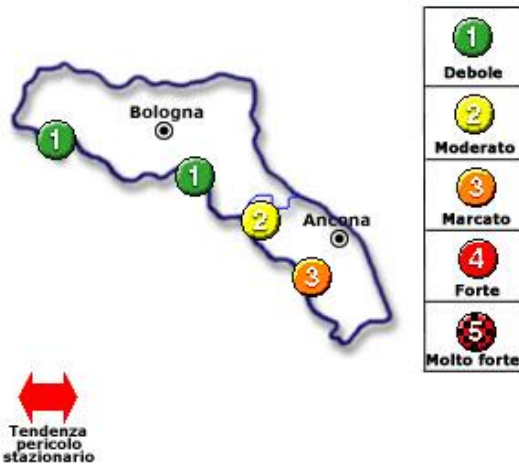 1
Debole
Bologna
1
2
Moderato
1
3
Marcato
2
Ancona
3
4
Forte
5
Molto forte
Tendenza
pericolo
stazionario